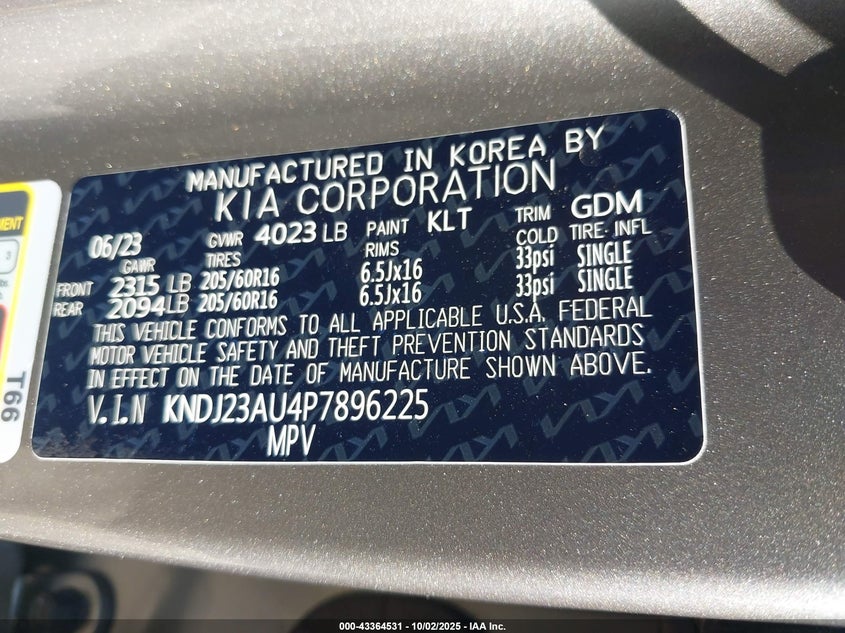 MANUFACTURED IN KOREA BY
KIA CORPORATION
06/23 GVWR 4023 LB PAINT KLT TRIM GDM
GAWR TIRES RIMS COLD TIRE INFL
FRONT 2315 LB 205/60R16 6.5Jx16 33psi SINGLE
REAR 2094 LB 205/60R16 6.5Jx16 33psi SINGLE
THIS VEHICLE CONFORMS TO ALL APPLICABLE U.S.A. FEDERAL
MOTOR VEHICLE SAFETY AND THEFT PREVENTION STANDARDS
IN EFFECT ON THE DATE OF MANUFACTURE SHOWN ABOVE.
V.I.N KNDJ23AU4P7896225
MPV
3
T66
000-43364531 - 10/02/2025 - IAA Inc.